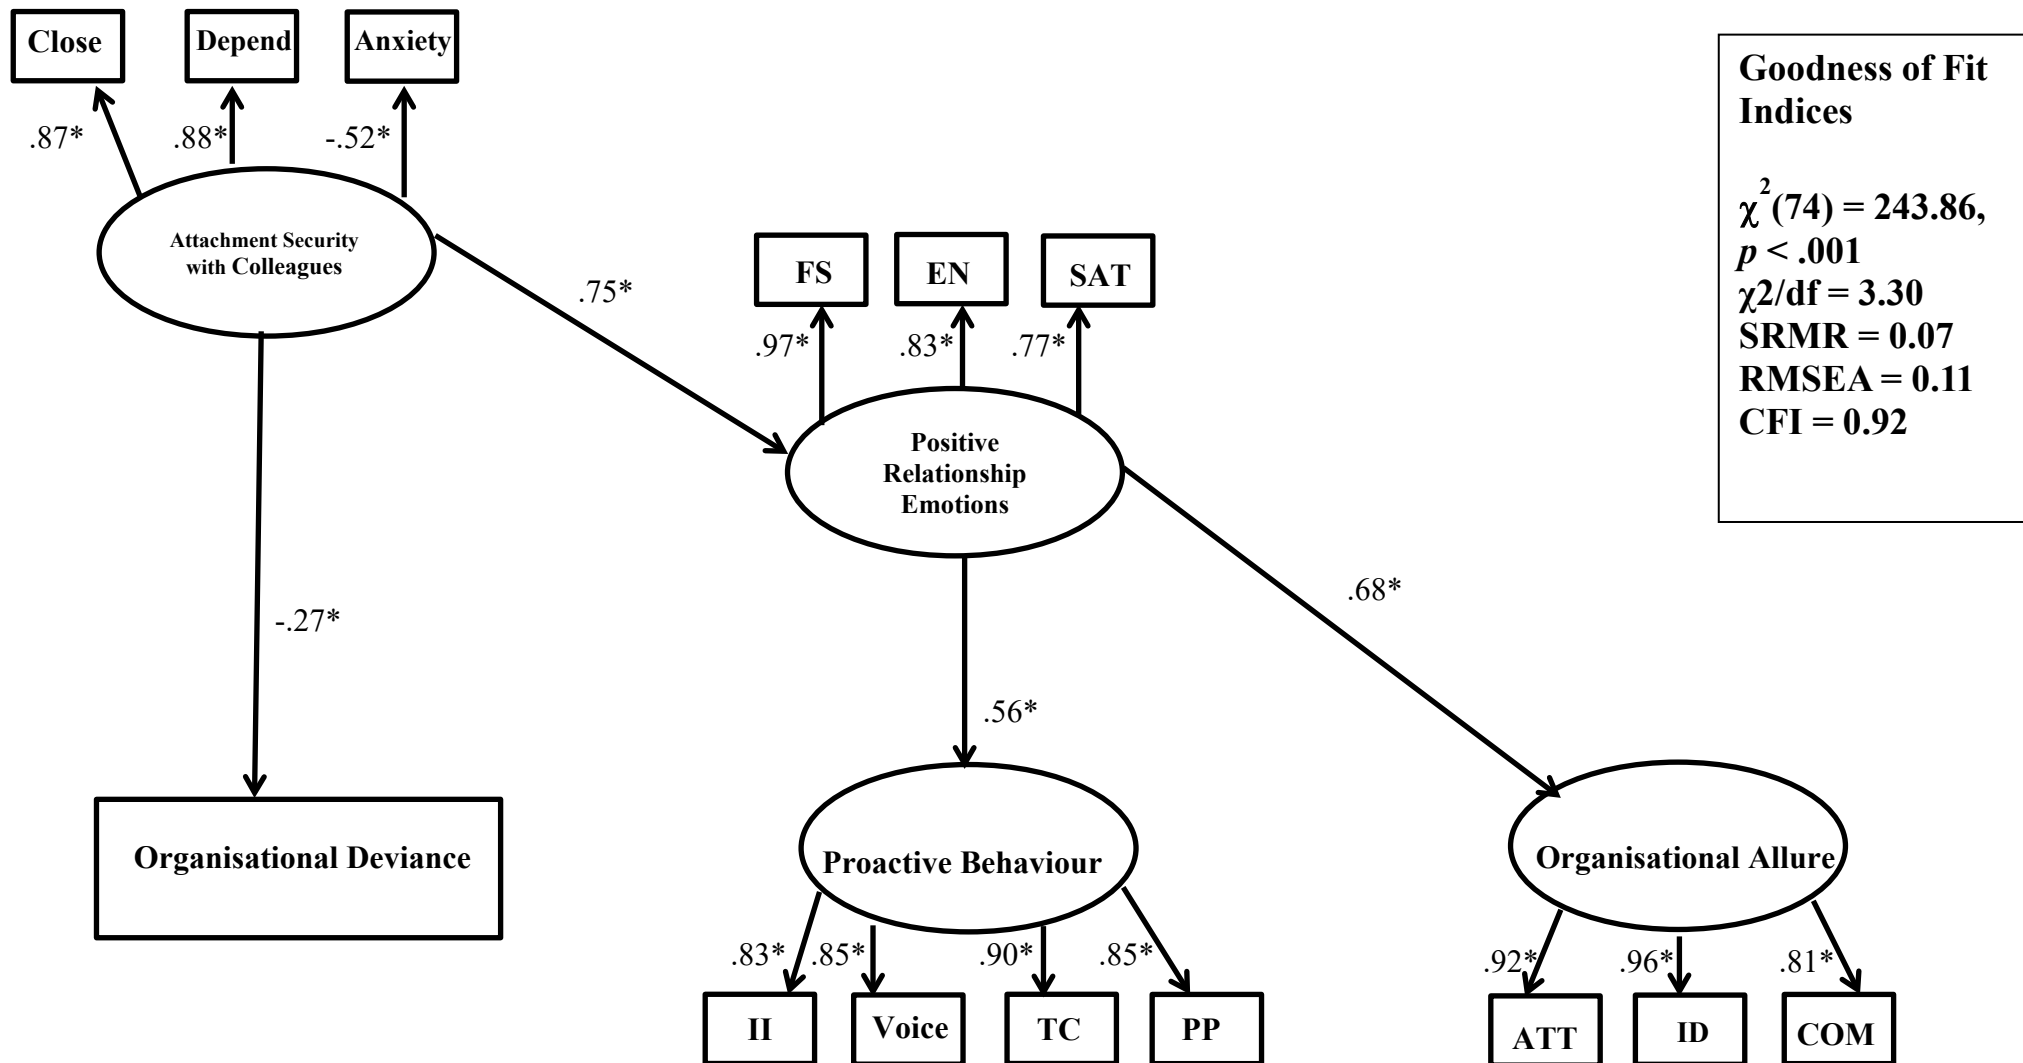 Close
Depend
Anxiety
.87*
.88*
-.52*
Attachment Security
with Colleagues
.75*
-.27*
Organisational Deviance
FS
EN
SAT
.97*
.83*
.77*
Positive
Relationship
Emotions
.56*
.68*
Proactive Behaviour
.83*
.85*
.90*
.85*
II
Voice
TC
PP
Organisational Allure
.92*
.96*
.81*
ATT
ID
COM
Goodness of Fit
Indices
χ²(74) = 243.86,
p < .001
χ2/df = 3.30
SRMR = 0.07
RMSEA = 0.11
CFI = 0.92